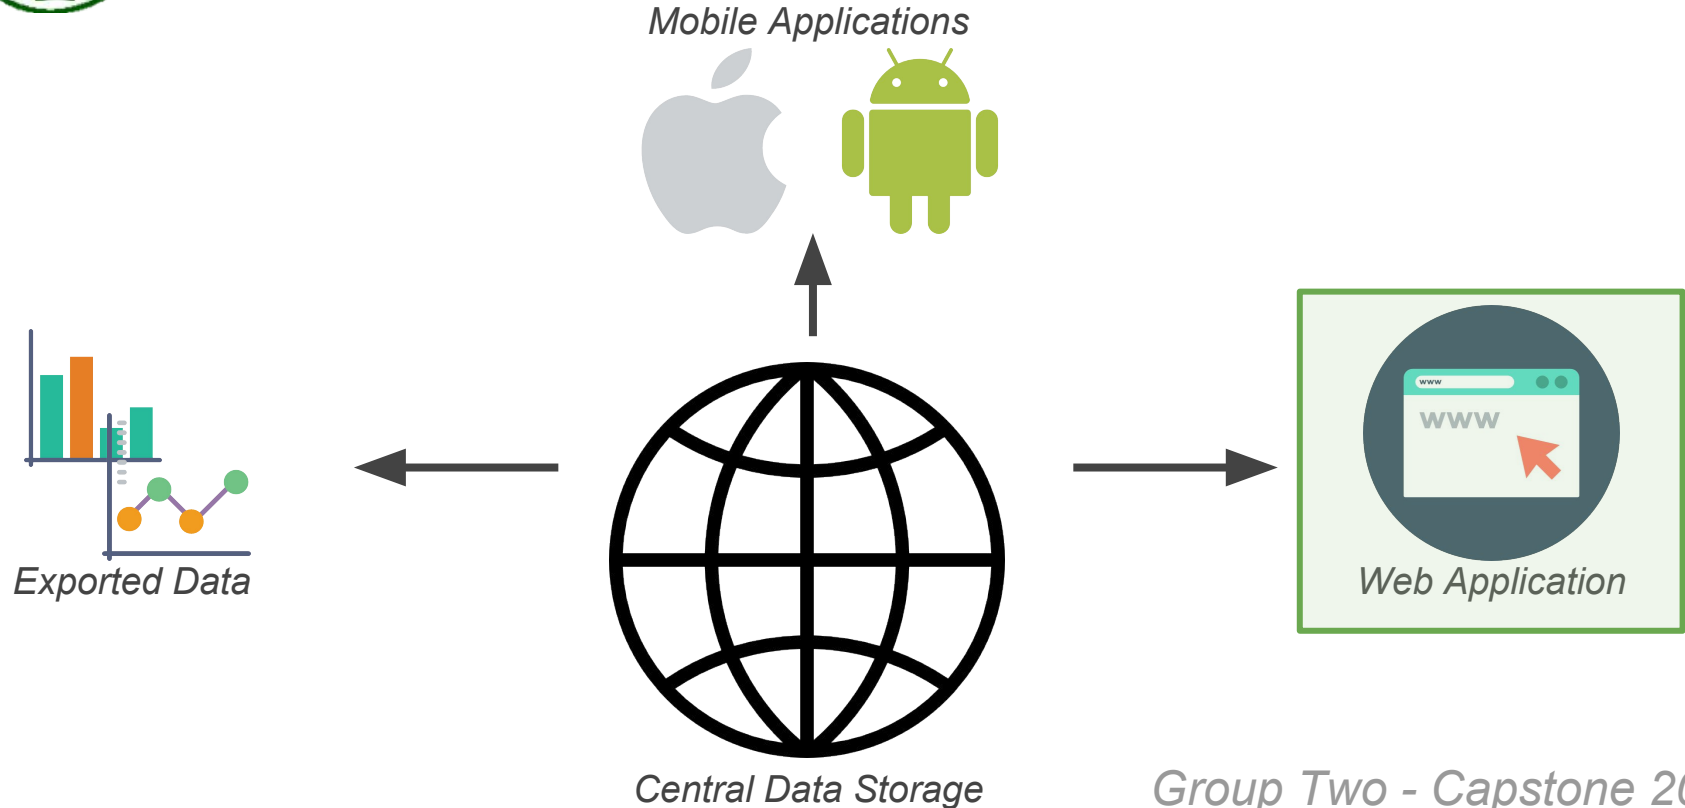 Mobile Applications
www
www
Exported Data
Web Application
Central Data Storage
Group Two - Capstone